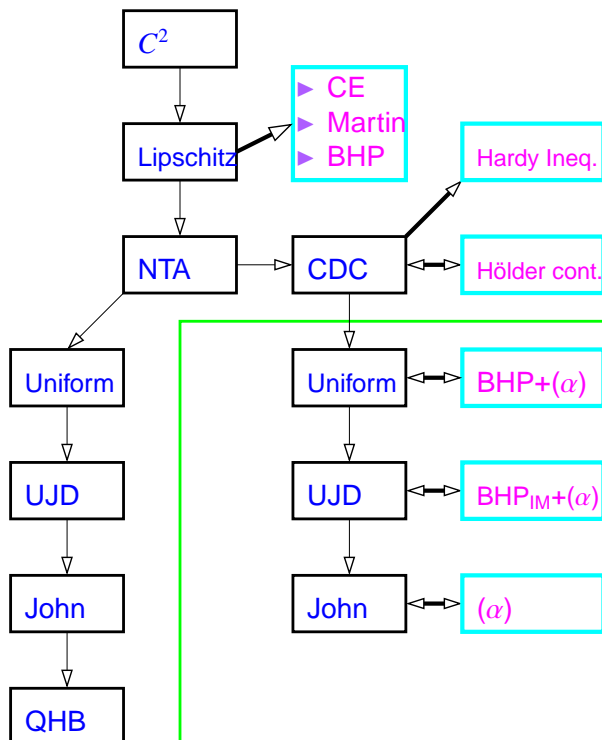 C²
Lipschitz
► CE
► Martin
► BHP
Hardy Ineq.
NTA
CDC
Hölder cont.
Uniform
Uniform
BHP+(α)
UJD
UJD
BHP_IM+(α)
John
John
(α)
QHB